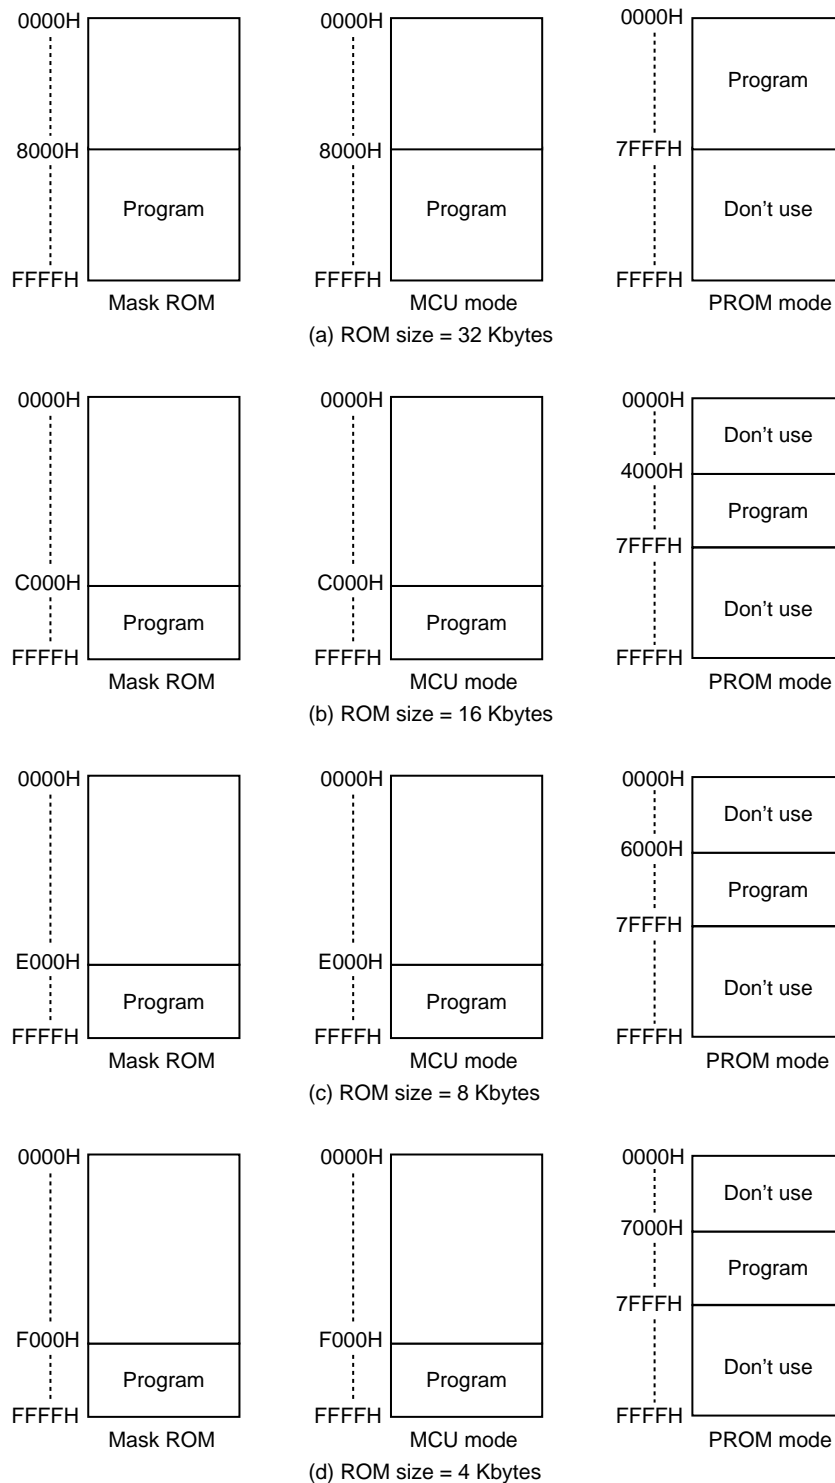 0000H 0000H 0000H
Program
8000H 8000H 7FFFH
Program Program Don't use
FFFFH FFFFH FFFFH
Mask ROM MCU mode PROM mode
(a) ROM size = 32 Kbytes
0000H 0000H 0000H
Don't use
4000H
Program
7FFFH
C000H C000H
Program Program Don't use
FFFFH FFFFH FFFFH
Mask ROM MCU mode PROM mode
(b) ROM size = 16 Kbytes
0000H 0000H 0000H
Don't use
6000H
Program
7FFFH
E000H E000H
Program Program Don't use
FFFFH FFFFH FFFFH
Mask ROM MCU mode PROM mode
(c) ROM size = 8 Kbytes
0000H 0000H 0000H
Don't use
7000H
Program
7FFFH
F000H F000H
Program Program Don't use
FFFFH FFFFH FFFFH
Mask ROM MCU mode PROM mode
(d) ROM size = 4 Kbytes